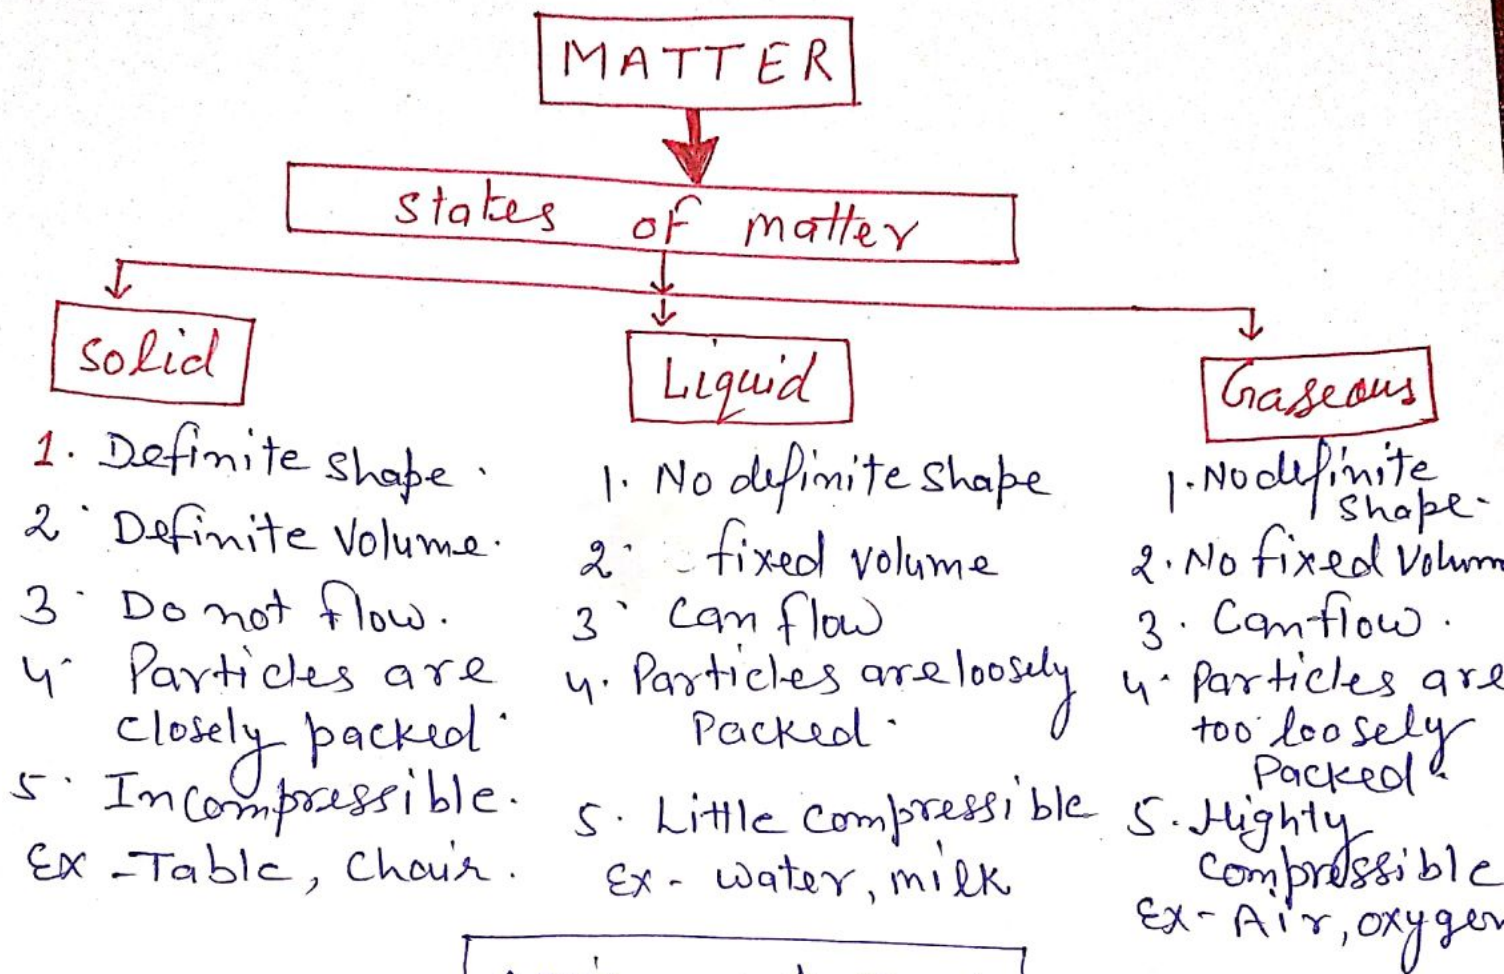 MATTER
states of matter
Solid
1. Definite shape.
2. Definite Volume.
3. Do not flow.
4. Particles are
closely packed.
5. Incompressible.
Ex - Table, Chair.
Liquid
1. No definite shape
2. fixed volume
3. Can flow
4. Particles are loosely
Packed.
5. Little compressible
Ex - water, milk
Gaseous
1. No definite
shape.
2. No fixed Volum
3. Can flow.
4. Particles are
too loosely
Packed.
5. Highly
compressible
Ex - Air, oxygen